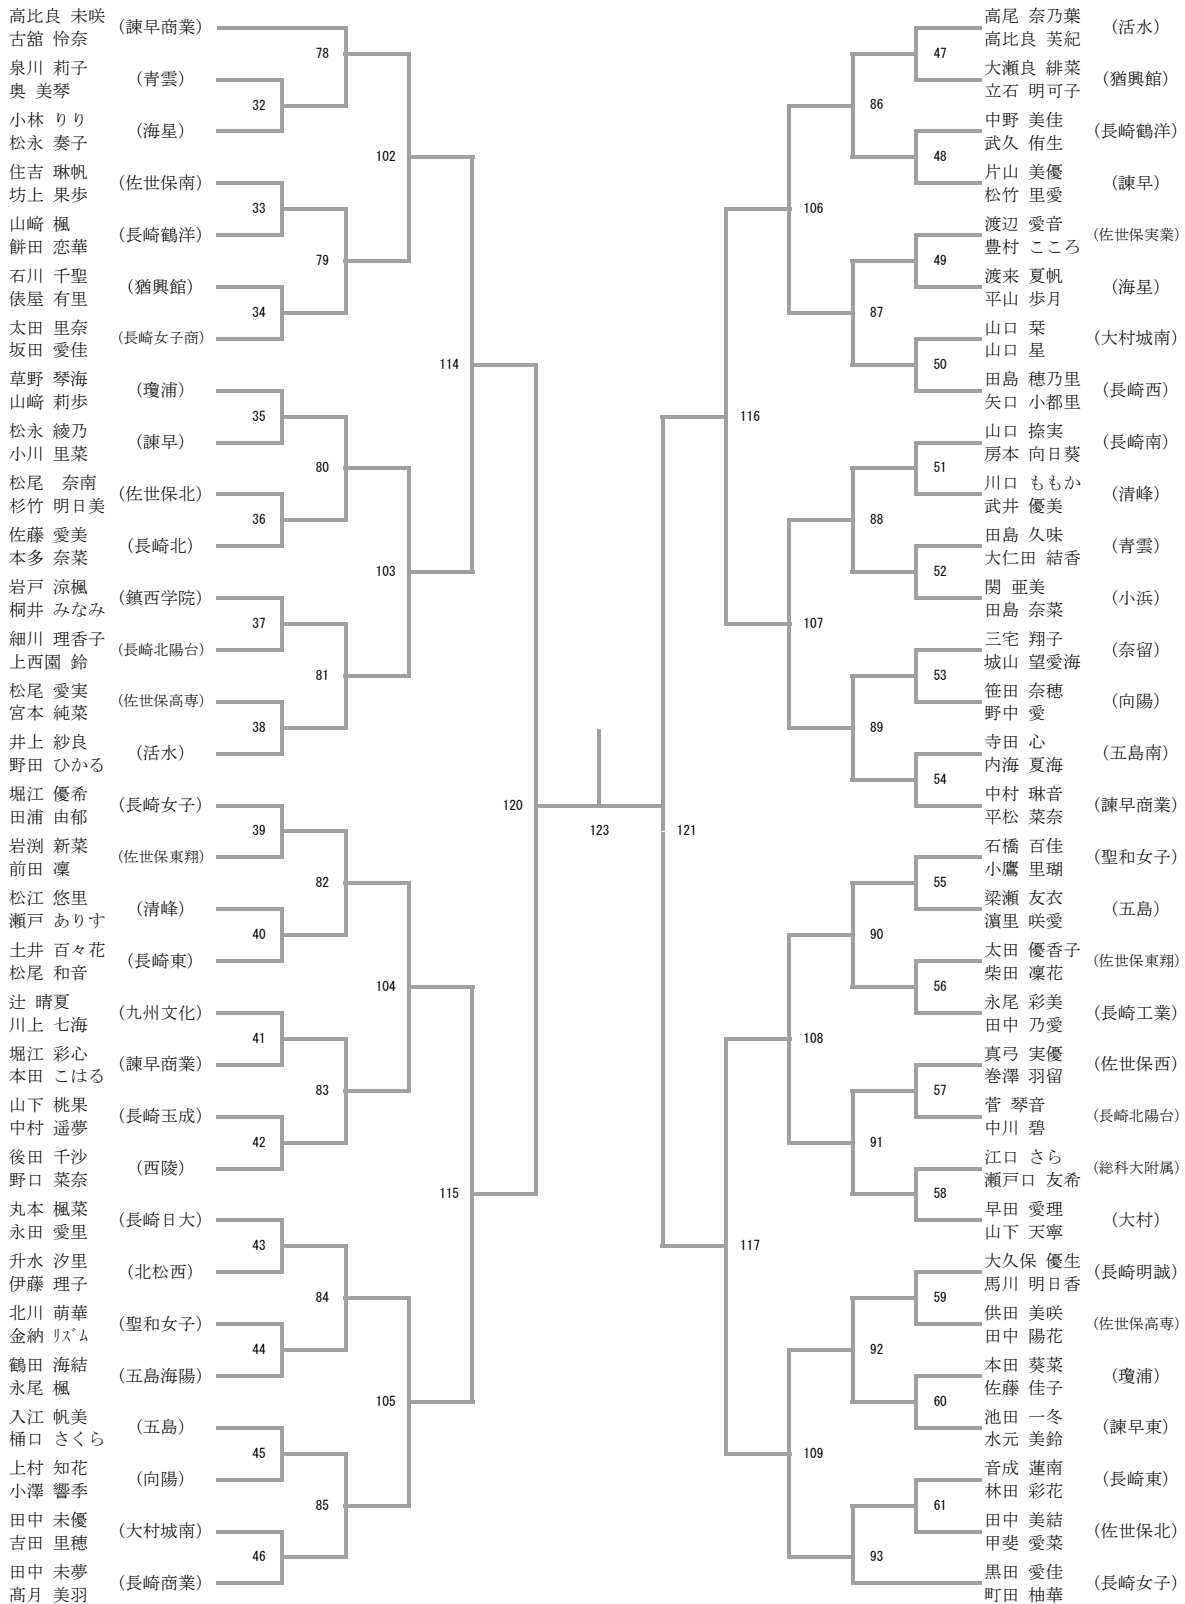 高比良 未咲
古舘 怜奈
(諫早商業)
泉川 莉子
奥 美琴
(青雲)
小林 りり
松永 奏子
(海星)
住吉 琳帆
坊上 果歩
(佐世保南)
山﨑 楓
餅田 恋華
(長崎鶴洋)
石川 千聖
俵屋 有里
(猶興館)
太田 里奈
坂田 愛佳
(長崎女子商)
草野 琴海
山﨑 莉歩
(瓊浦)
松永 綾乃
小川 里菜
(諫早)
松尾 奈南
杉竹 明日美
(佐世保北)
佐藤 愛美
本多 奈菜
(長崎北)
岩戸 涼楓
桐井 みなみ
(鎮西学院)
細川 理香子
上西園 鈴
(長崎北陽台)
松尾 愛実
宮本 純菜
(佐世保高専)
井上 紗良
野田 ひかる
(活水)
堀江 優希
田浦 由郁
(長崎女子)
岩渕 新菜
前田 凜
(佐世保東翔)
松江 悠里
瀬戸 ありす
(清峰)
土井 百々花
松尾 和音
(長崎東)
辻 晴夏
川上 七海
(九州文化)
堀江 彩心
本田 こはる
(諫早商業)
山下 桃果
中村 遥夢
(長崎玉成)
後田 千沙
野口 菜奈
(西陵)
丸本 楓菜
永田 愛里
(長崎日大)
升水 汐里
伊藤 理子
(北松西)
北川 萌華
金納 ﾘｽﾞﾑ
(聖和女子)
鶴田 海結
永尾 楓
(五島海陽)
入江 帆美
桶口 さくら
(五島)
上村 知花
小澤 響季
(向陽)
田中 未優
吉田 里穂
(大村城南)
田中 未夢
髙月 美羽
(長崎商業)
32
33
34
35
36
37
38
39
40
41
42
43
44
45
46
78
79
80
81
82
83
84
85
102
103
104
105
114
115
120
123
121
116
117
106
107
108
109
86
87
88
89
90
91
92
93
47
48
49
50
51
52
53
54
55
56
57
58
59
60
61
高尾 奈乃葉
高比良 芙紀
(活水)
大瀬良 緋菜
立石 明可子
(猶興館)
中野 美佳
武久 侑生
(長崎鶴洋)
片山 美優
松竹 里愛
(諫早)
渡辺 愛音
豊村 こころ
(佐世保実業)
渡来 夏帆
平山 歩月
(海星)
山口 栞
山口 星
(大村城南)
田島 穂乃里
矢口 小都里
(長崎西)
山口 捺実
房本 向日葵
(長崎南)
川口 ももか
武井 優美
(清峰)
田島 久味
大仁田 結香
(青雲)
関 亜美
田島 奈菜
(小浜)
三宅 翔子
城山 望愛海
(奈留)
笹田 奈穂
野中 愛
(向陽)
寺田 心
内海 夏海
(五島南)
中村 琳音
平松 菜奈
(諫早商業)
石橋 百佳
小鷹 里瑚
(聖和女子)
梁瀬 友衣
濵里 咲愛
(五島)
太田 優香子
柴田 凜花
(佐世保東翔)
永尾 彩美
田中 乃愛
(長崎工業)
真弓 実優
巻澤 羽留
(佐世保西)
菅 琴音
中川 碧
(長崎北陽台)
江口 さら
瀬戸口 友希
(総科大附属)
早田 愛理
山下 天寧
(大村)
大久保 優生
馬川 明日香
(長崎明誠)
供田 美咲
田中 陽花
(佐世保高専)
本田 葵菜
佐藤 佳子
(瓊浦)
池田 一冬
水元 美鈴
(諫早東)
音成 蓮南
林田 彩花
(長崎東)
田中 美結
甲斐 愛菜
(佐世保北)
黒田 愛佳
町田 柚華
(長崎女子)